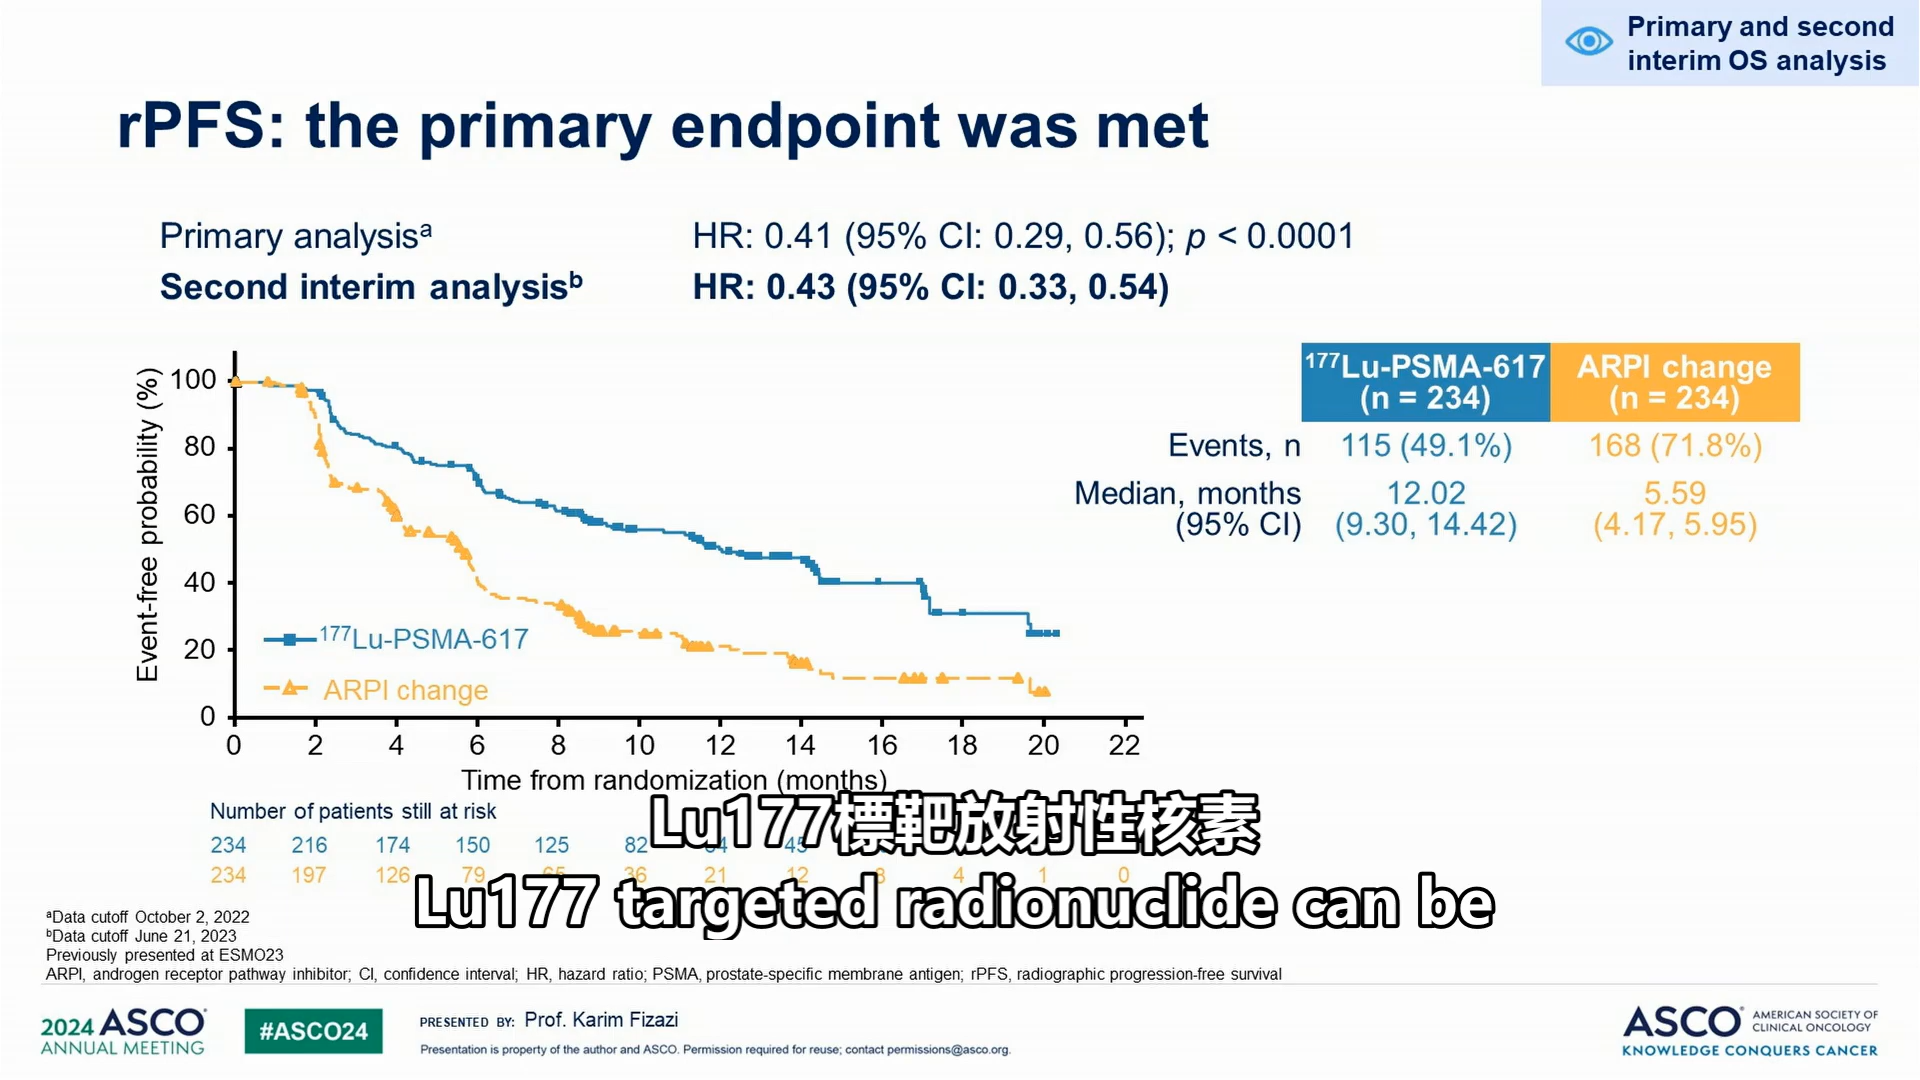 Primary and second
interim OS analysis
rPFS: the primary endpoint was met
Primary analysisᵃ HR: 0.41 (95% CI: 0.29, 0.56); p < 0.0001
Second interim analysisᵇ HR: 0.43 (95% CI: 0.33, 0.54)
¹⁷⁷Lu-PSMA-617 ARPI change
(n = 234) (n = 234)
Events, n 115 (49.1%) 168 (71.8%)
Median, months 12.02 5.59
(95% CI) (9.30, 14.42) (4.17, 5.95)
Event-free probability (%)
100
80
60
40
20
0
¹⁷⁷Lu-PSMA-617
ARPI change
0 2 4 6 8 10 12 14 16 18 20 22
Time from randomization (months)
Number of patients still at risk
234 216 174 150 125 82
234 197 126 79 65 36 21 12 8 4 1 0
Lu177標靶放射性核素
Lu177 targeted radionuclide can be
ᵃData cutoff October 2, 2022
ᵇData cutoff June 21, 2023
Previously presented at ESMO23
ARPI, androgen receptor pathway inhibitor; CI, confidence interval; HR, hazard ratio; PSMA, prostate-specific membrane antigen; rPFS, radiographic progression-free survival
2024 ASCO
ANNUAL MEETING
#ASCO24
PRESENTED BY: Prof. Karim Fizazi
Presentation is property of the author and ASCO. Permission required for reuse; contact permissions@asco.org.
ASCO AMERICAN SOCIETY OF
CLINICAL ONCOLOGY
KNOWLEDGE CONQUERS CANCER